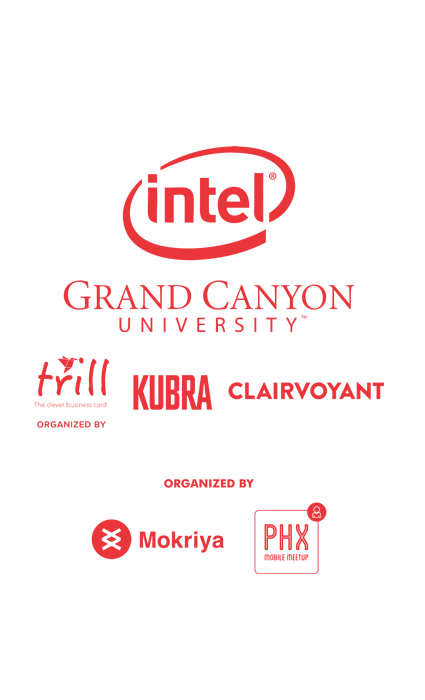 intel®
GRAND CANYON
UNIVERSITY™
trill
The clever business card
ORGANIZED BY
KUBRA
CLAIRVOYANT
ORGANIZED BY
Mokriya
PHX
MOBILE MEETUP